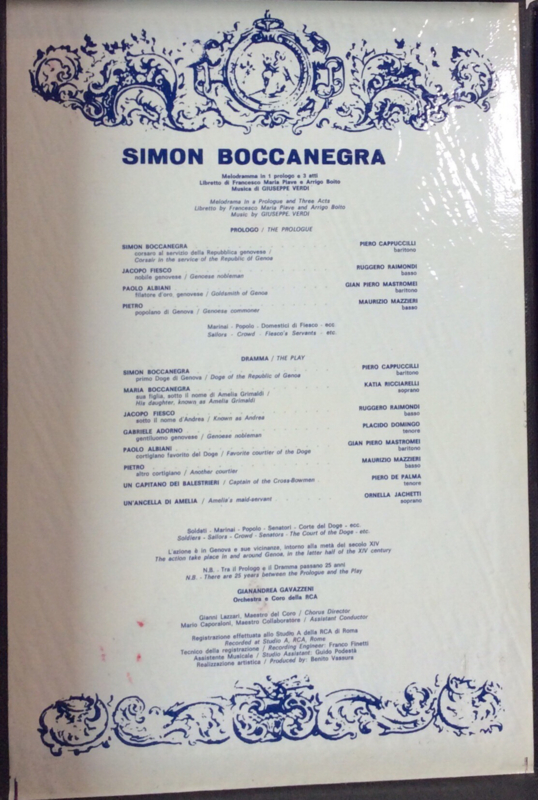 SIMON BOCCANEGRA
Melodramma in 1 prologo e 3 atti
Libretto di Francesco Maria Piave e Arrigo Boito
Musica di GIUSEPPE VERDI
Melodrama in a Prologue and Three Acts
Libretto by Francesco Maria Piave and Arrigo Boito
Music by GIUSEPPE VERDI
PROLOGO / THE PROLOGUE
SIMON BOCCANEGRA PIERO CAPPUCCILLI
corsaro al servizio della Repubblica genovese / baritono
Corsair in the service of the Republic of Genoa
JACOPO FIESCO RUGGERO RAIMONDI
nobile genovese / Genoese nobleman basso
PAOLO ALBIANI GIAN PIERO MASTROMEI
filatore d'oro, genovese / Goldsmith of Genoa baritono
PIETRO MAURIZIO MAZZIERI
popolano di Genova / Genoese commoner basso
Marinai - Popolo - Domestici di Fiesco - ecc.
Sailors - Crowd - Fiesco's Servants - etc.
DRAMMA / THE PLAY
SIMON BOCCANEGRA PIERO CAPPUCCILLI
primo Doge di Genova / Doge of the Republic of Genoa baritono
MARIA BOCCANEGRA KATIA RICCIARELLI
sua figlia, sotto il nome di Amelia Grimaldi / soprano
His daughter, known as Amelia Grimaldi
JACOPO FIESCO RUGGERO RAIMONDI
sotto il nome d'Andrea / Known as Andrea basso
GABRIELE ADORNO PLACIDO DOMINGO
gentiluomo genovese / Genoese nobleman tenore
PAOLO ALBIANI GIAN PIERO MASTROMEI
cortigiano favorito del Doge / Favorite courtier of the Doge baritono
PIETRO MAURIZIO MAZZIERI
altro cortigiano / Another courtier basso
UN CAPITANO DEI BALESTRIERI / Captain of the Cross-Bowmen PIERO DE PALMA
tenore
UN'ANCELLA DI AMELIA / Amelia's maid-servant ORNELLA JACHETTI
soprano
Soldati - Marinai - Popolo - Senatori - Corte del Doge - ecc.
Soldiers - Sailors - Crowd - Senators - The Court of the Doge - etc.
L'azione è in Genova e sue vicinanze, intorno alla metà del secolo XIV
The action take place in and around Genoa, in the latter half of the XIV century
N.B. - Tra il Prologo e il Dramma passano 25 anni
N.B. - There are 25 years between the Prologue and the Play
GIANANDREA GAVAZZENI
Orchestra e Coro della RCA
Gianni Lazzari, Maestro del Coro / Chorus Director
Mario Caporaloni, Maestro Collaboratore / Assistant Conductor
Registrazione effettuata allo Studio A della RCA di Roma
Recorded at Studio A, RCA, Rome
Tecnico della registrazione / Recording Engineer: Franco Finetti
Assistente Musicale / Studio Assistant: Guido Podestà
Realizzazione artistica / Produced by: Benito Vassura